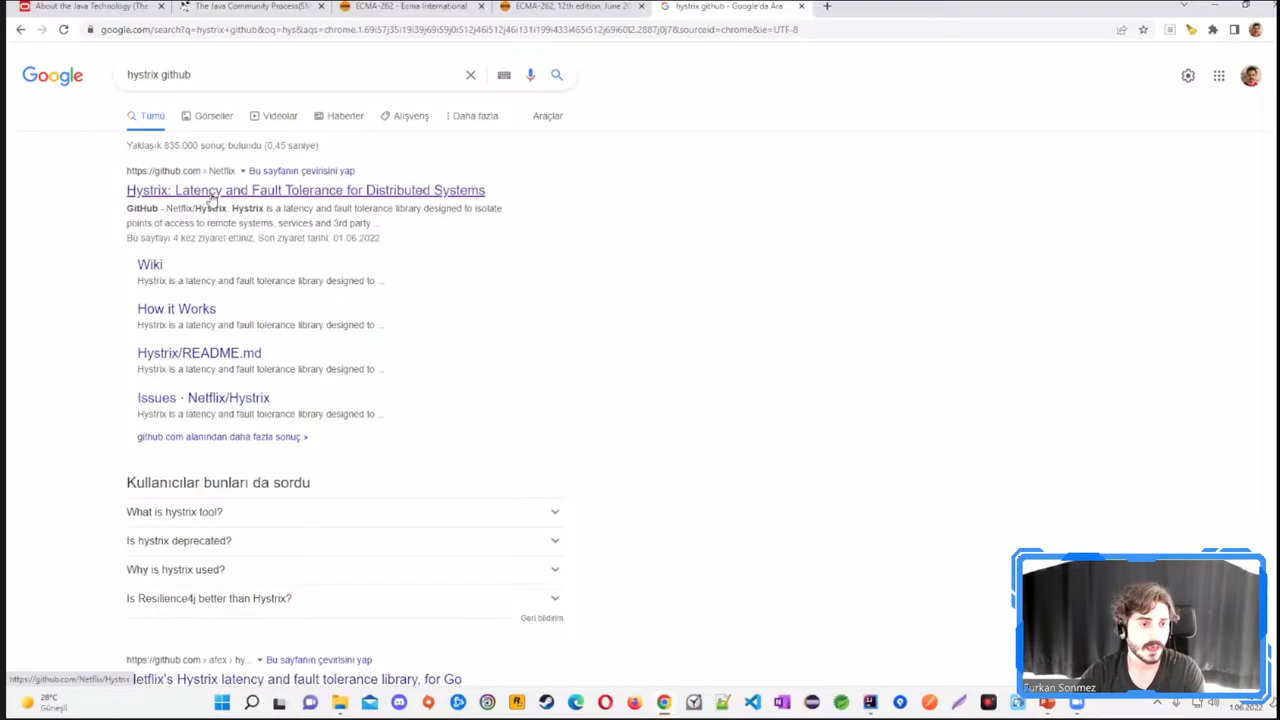 About the Java Technology (The
The Java Community Process(SM
ECMA-262 - Ecma International
ECMA-262, 12th edition, June 20
hystrix github - Google'da Ara
google.com/search?q=hystrix+github&oq=hys&aqs=chrome.1.69i57j35i19j69i59j0i512j46i512j46i131i199i433i465i512j69i60l2.2887j0j7&sourceid=chrome&ie=UTF-8
Google
hystrix github
Tümü
Görseller
Videolar
Haberler
Alışveriş
Daha fazla
Araçlar
Yaklaşık 835.000 sonuç bulundu (0,45 saniye)
https://github.com › Netflix Bu sayfanın çevirisini yap
Hystrix: Latency and Fault Tolerance for Distributed Systems
GitHub - Netflix/Hystrix: Hystrix is a latency and fault tolerance library designed to isolate
points of access to remote systems, services and 3rd party ...
Bu sayfayı 4 kez ziyaret ettiniz. Son ziyaret tarihi: 01.06.2022
Wiki
Hystrix is a latency and fault tolerance library designed to ...
How it Works
Hystrix is a latency and fault tolerance library designed to ...
Hystrix/README.md
Hystrix is a latency and fault tolerance library designed to ...
Issues · Netflix/Hystrix
Hystrix is a latency and fault tolerance library designed to ...
github.com alanından daha fazla sonuç »
Kullanıcılar bunları da sordu
What is hystrix tool?
Is hystrix deprecated?
Why is hystrix used?
Is Resilience4j better than Hystrix?
Geri bildirim
https://github.com › afex › hy... Bu sayfanın çevirisini yap
https://github.com/Netflix/Hystrix
etflix's Hystrix latency and fault tolerance library, for Go
Furkan Sonmez
28°C
Güneşli
1.06.2022